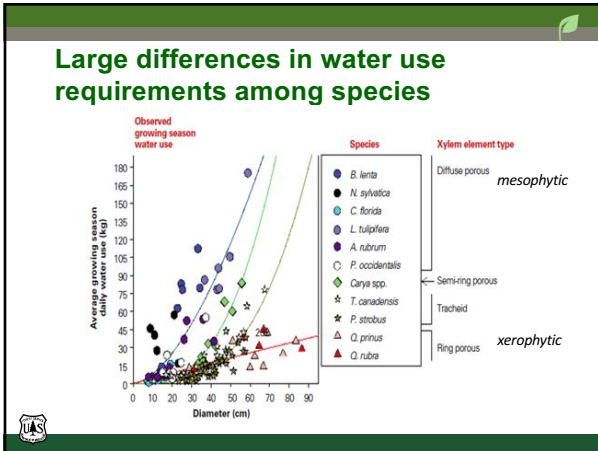 Large differences in water use
requirements among species
Observed
growing season
water use
Species
Xylem element type
180
165
150
135
120
105
90
75
60
45
30
15
0
Average growing season
daily water use (kg)
0 10 20 30 40 50 60 70 80 90
Diameter (cm)
B. lenta
N. sylvatica
C. florida
L. tulipifera
A. rubrum
P. occidentalis
Carya spp.
T. canadensis
P. strobus
Q. prinus
Q. rubra
Diffuse porous
mesophytic
Semi-ring porous
Tracheid
Ring porous
xerophytic
U S